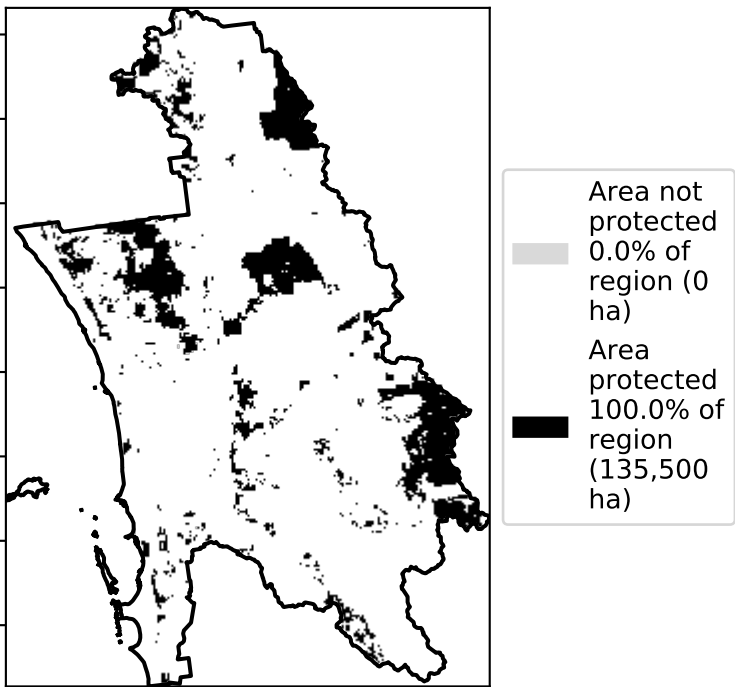 Area not
protected
0.0% of
region (0
ha)
Area
protected
100.0% of
region
(135,500
ha)